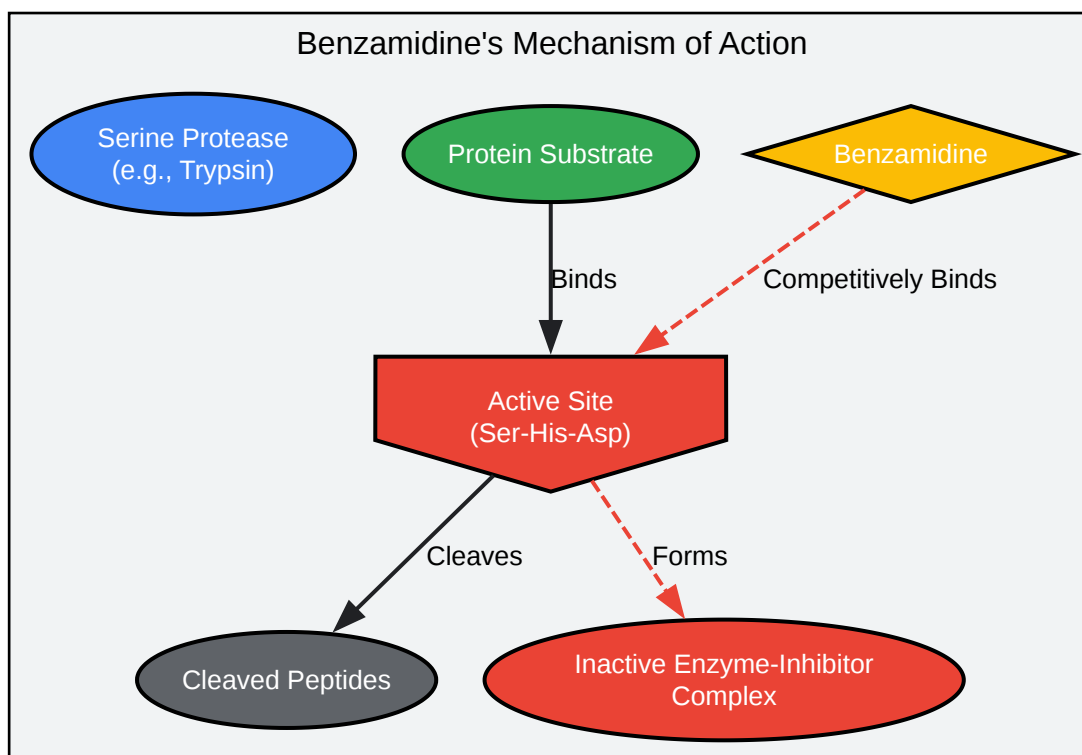 Benzamidine's Mechanism of Action
Serine Protease
(e.g., Trypsin)
Protein Substrate
Benzamidine
Binds
Competitively Binds
Active Site
(Ser-His-Asp)
Cleaves
Forms
Cleaved Peptides
Inactive Enzyme-Inhibitor
Complex